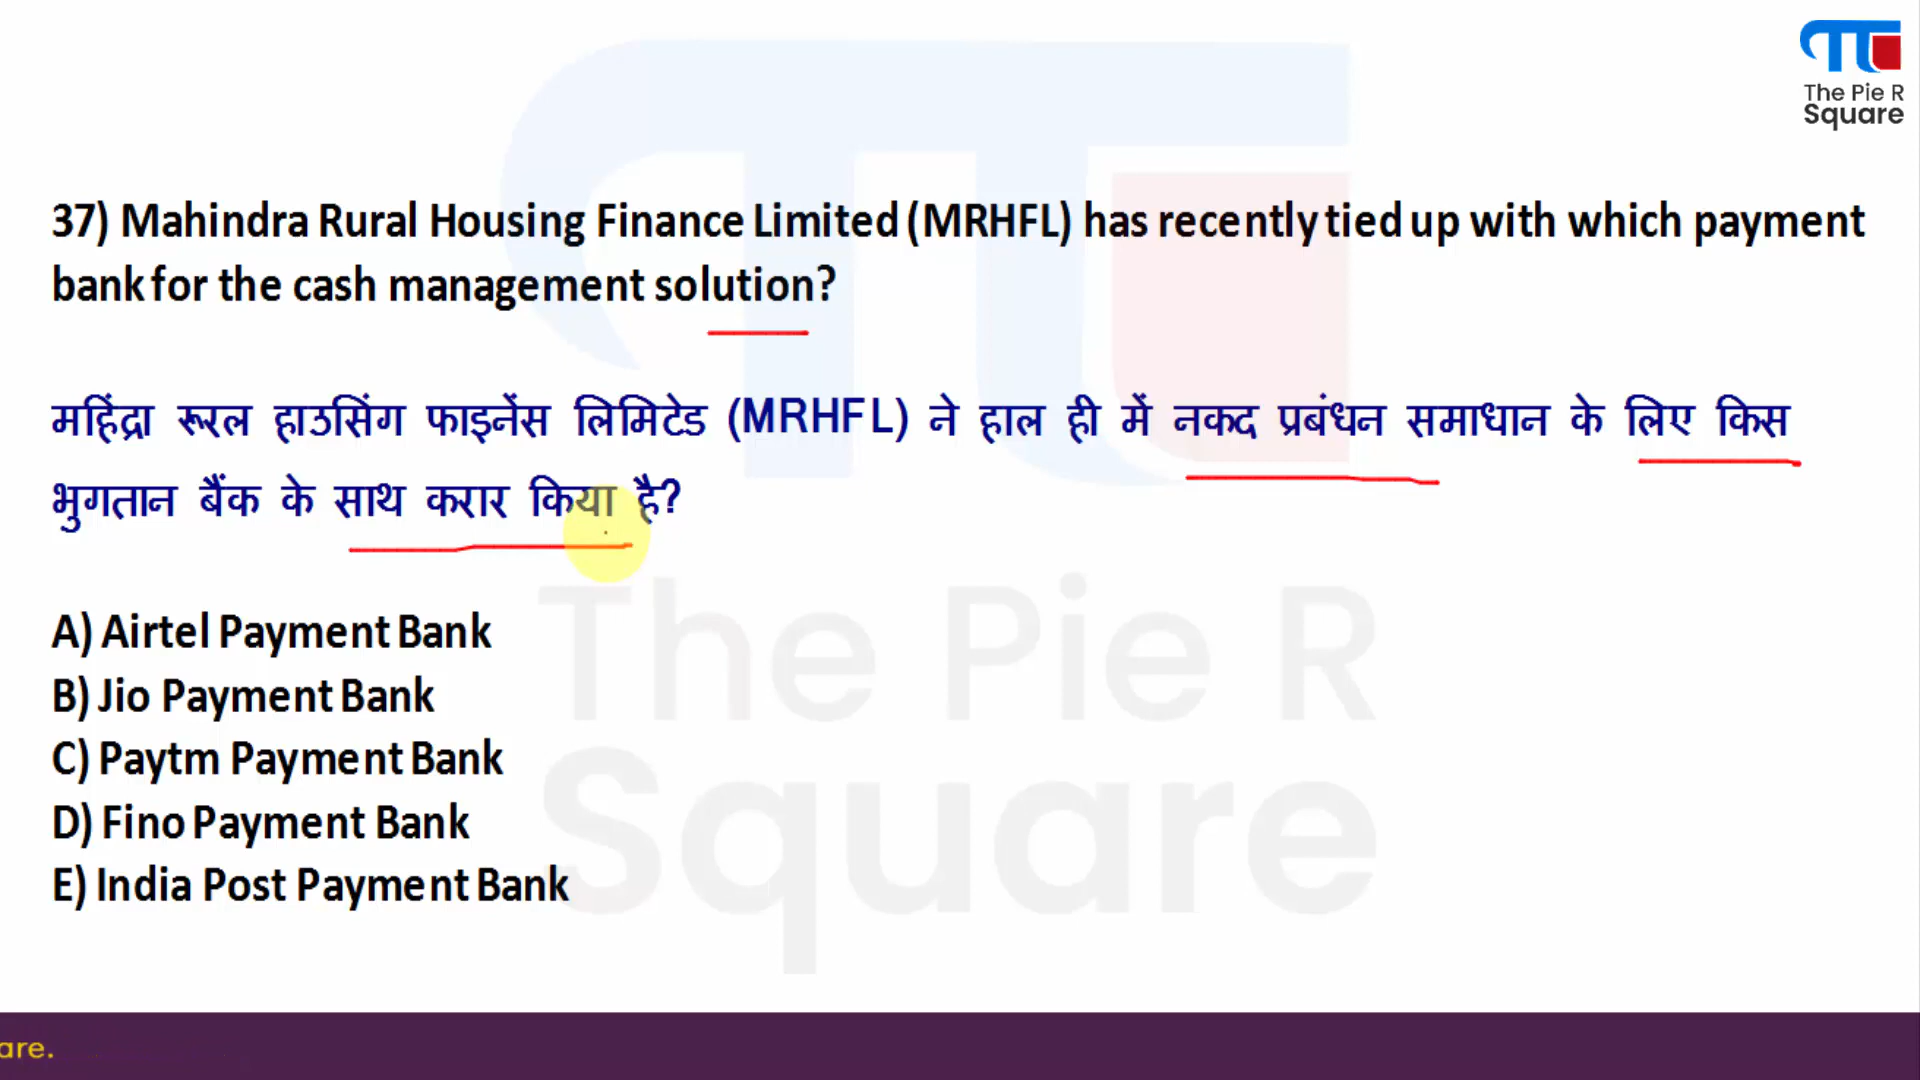 The Pie R
Square
37) Mahindra Rural Housing Finance Limited (MRHFL) has recently tied up with which payment
bank for the cash management solution?
महिंद्रा रूरल हाउसिंग फाइनेंस लिमिटेड (MRHFL) ने हाल ही में नकद प्रबंधन समाधान के लिए किस
भुगतान बैंक के साथ करार किया है?
A) Airtel Payment Bank
B) Jio Payment Bank
C) Paytm Payment Bank
D) Fino Payment Bank
E) India Post Payment Bank
The Pie R
Square
are.